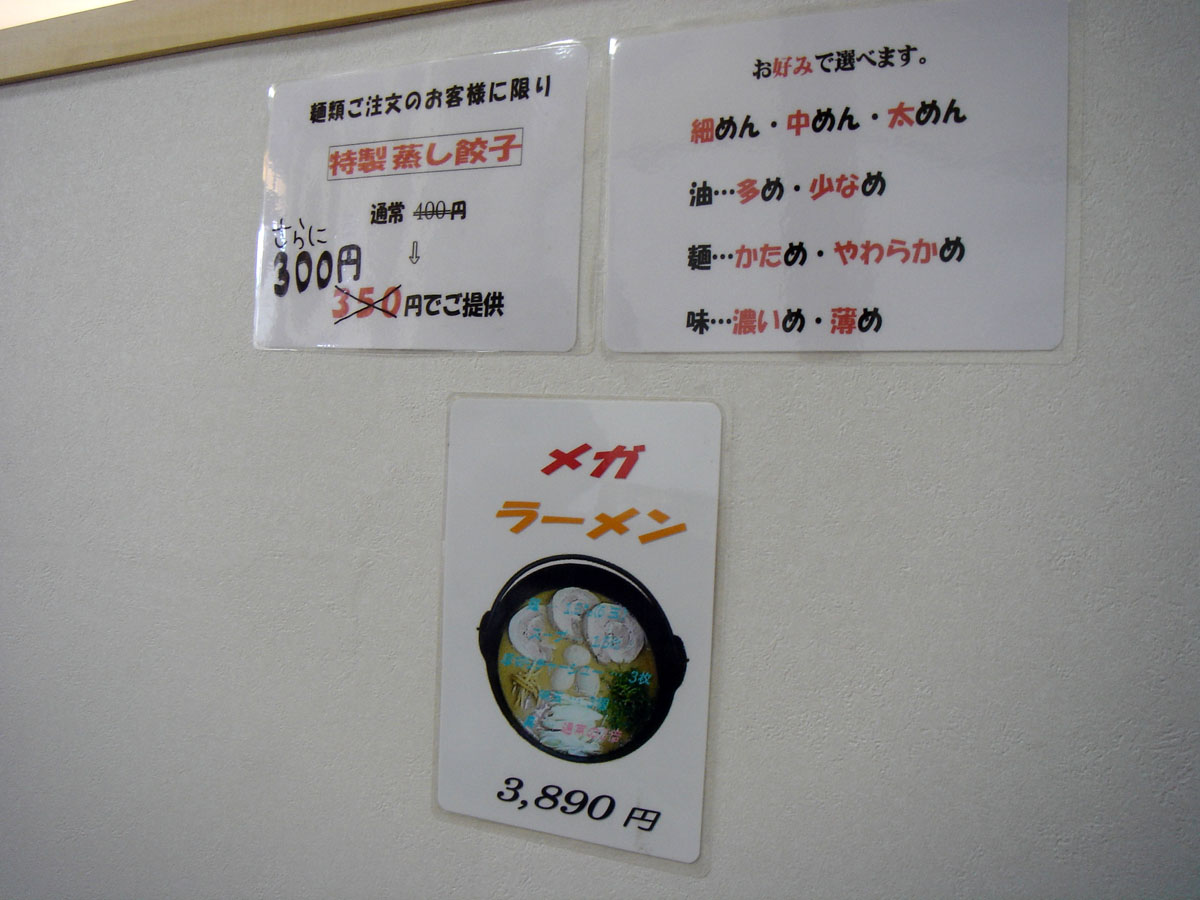 麺類ご注文のお客様に限り
特製蒸し餃子
通常 400円
⇩
さらに
300円
350円でご提供
お好みで選べます。
細めん・中めん・太めん
油…多め・少なめ
麺…かため・やわらかめ
味…濃いめ・薄め
メガ
ラーメン
3枚
3,890円